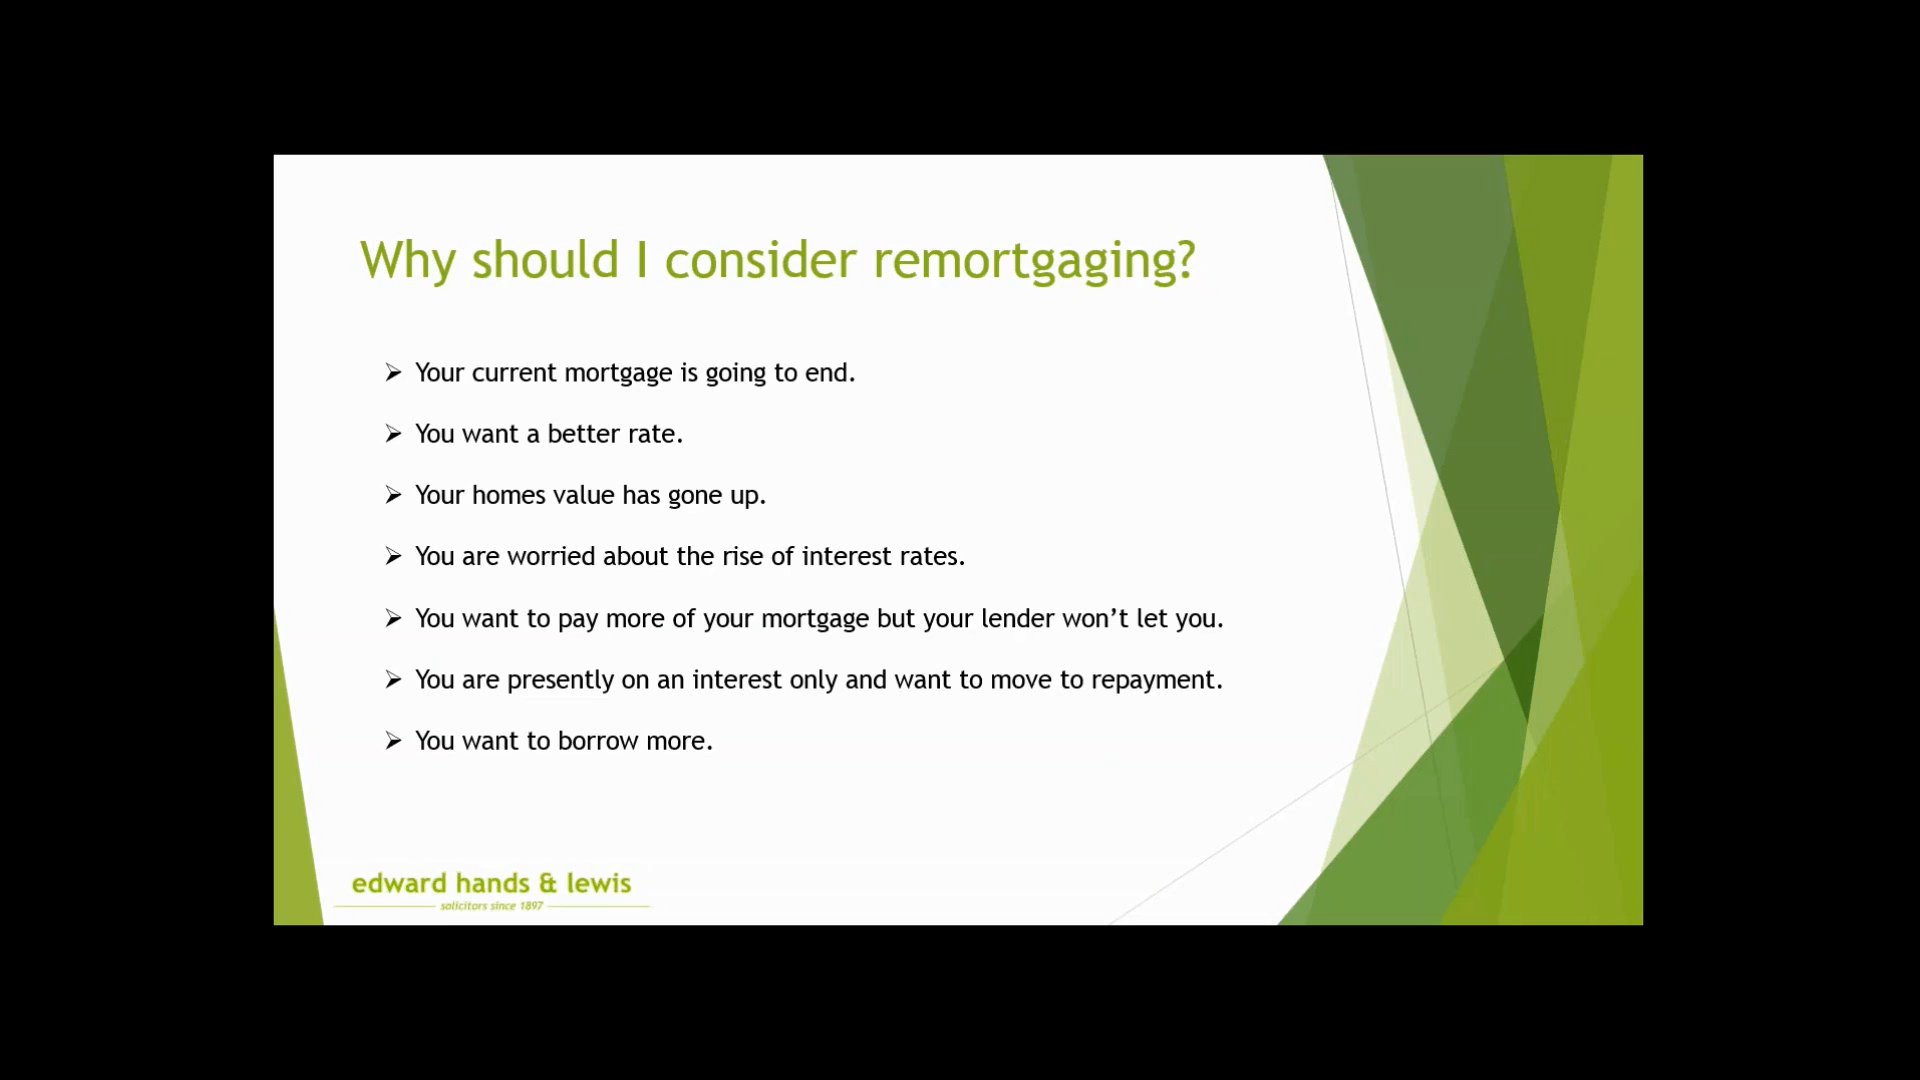 Why should I consider remortgaging?
➢ Your current mortgage is going to end.
➢ You want a better rate.
➢ Your homes value has gone up.
➢ You are worried about the rise of interest rates.
➢ You want to pay more of your mortgage but your lender won’t let you.
➢ You are presently on an interest only and want to move to repayment.
➢ You want to borrow more.
edward hands & lewis
solicitors since 1897